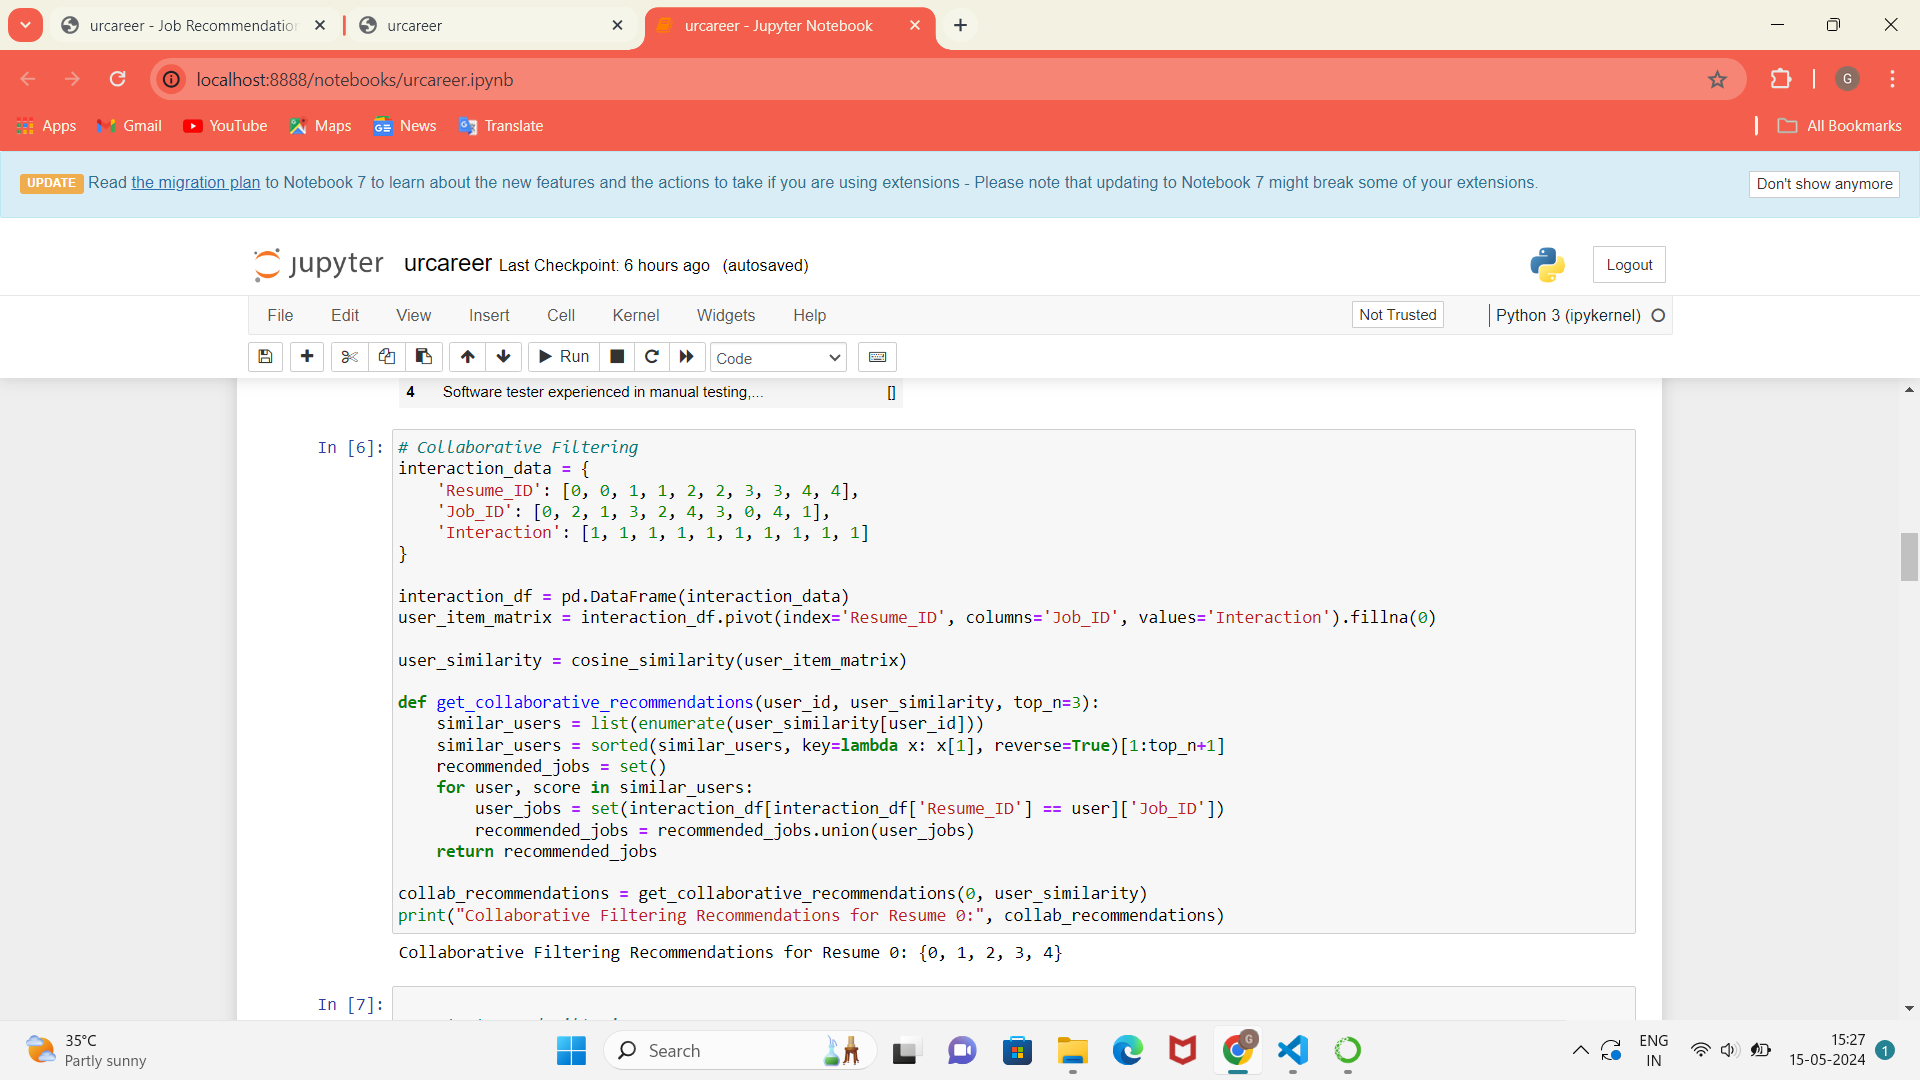 urcareer - Job Recommendation
urcareer
urcareer - Jupyter Notebook
localhost:8888/notebooks/urcareer.ipynb
G
Apps
Gmail
YouTube
Maps
News
Translate
All Bookmarks
UPDATE Read the migration plan to Notebook 7 to learn about the new features and the actions to take if you are using extensions - Please note that updating to Notebook 7 might break some of your extensions.
Don't show anymore
jupyter urcareer Last Checkpoint: 6 hours ago (autosaved)
Logout
File Edit View Insert Cell Kernel Widgets Help
Not Trusted
Python 3 (ipykernel)
Run
Code
4 Software tester experienced in manual testing,... []
In [6]:
# Collaborative Filtering
interaction_data = {
    'Resume_ID': [0, 0, 1, 1, 2, 2, 3, 3, 4, 4],
    'Job_ID': [0, 2, 1, 3, 2, 4, 3, 0, 4, 1],
    'Interaction': [1, 1, 1, 1, 1, 1, 1, 1, 1, 1]
}
interaction_df = pd.DataFrame(interaction_data)
user_item_matrix = interaction_df.pivot(index='Resume_ID', columns='Job_ID', values='Interaction').fillna(0)
user_similarity = cosine_similarity(user_item_matrix)
def get_collaborative_recommendations(user_id, user_similarity, top_n=3):
    similar_users = list(enumerate(user_similarity[user_id]))
    similar_users = sorted(similar_users, key=lambda x: x[1], reverse=True)[1:top_n+1]
    recommended_jobs = set()
    for user, score in similar_users:
        user_jobs = set(interaction_df[interaction_df['Resume_ID'] == user]['Job_ID'])
        recommended_jobs = recommended_jobs.union(user_jobs)
    return recommended_jobs
collab_recommendations = get_collaborative_recommendations(0, user_similarity)
print("Collaborative Filtering Recommendations for Resume 0:", collab_recommendations)
Collaborative Filtering Recommendations for Resume 0: {0, 1, 2, 3, 4}
In [7]:
35°C
Partly sunny
Search
G
ENG
IN
15:27
15-05-2024
1